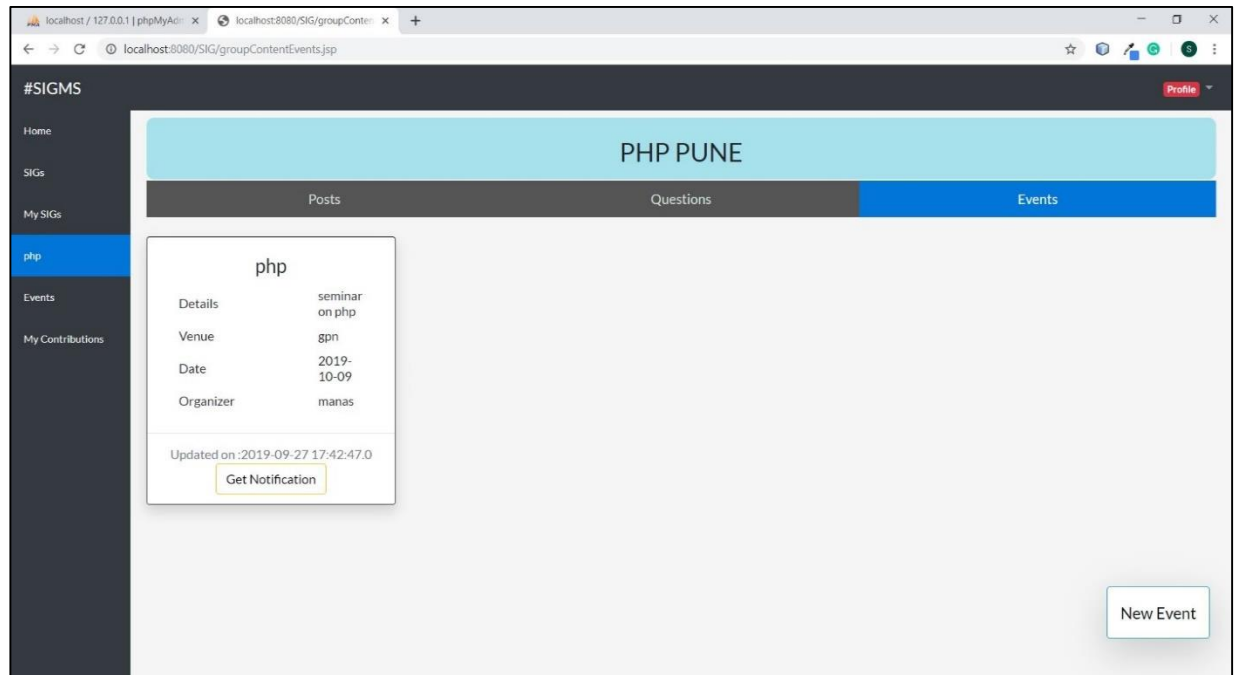 localhost / 127.0.0.1 | phpMyAdm
localhost:8080/SIG/groupConten
localhost:8080/SIG/groupContentEvents.jsp
#SIGMS
Profile
Home
SIGs
My SIGs
php
Events
My Contributions
PHP PUNE
Posts
Questions
Events
php
Details
seminar
on php
Venue
gpn
Date
2019-
10-09
Organizer
manas
Updated on :2019-09-27 17:42:47.0
Get Notification
New Event